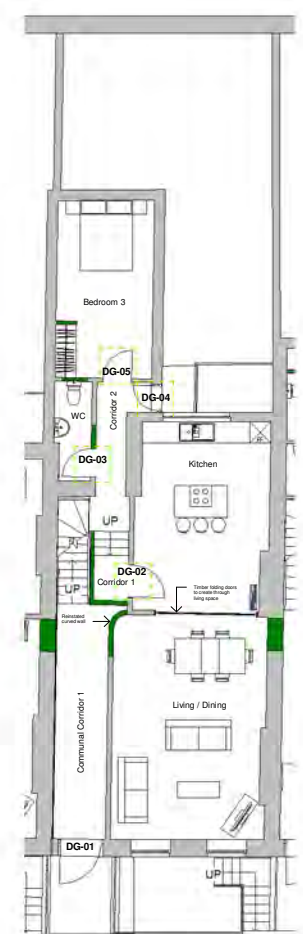 Bedroom 3
DG-05
DG-04
WC
Corridor 2
DG-03
Kitchen
UP
DG-02
Corridor 1
UP
Timber folding doors
to create through
living space
Reinstated
curved wall
Living / Dining
Communal Corridor 1
DG-01
UP